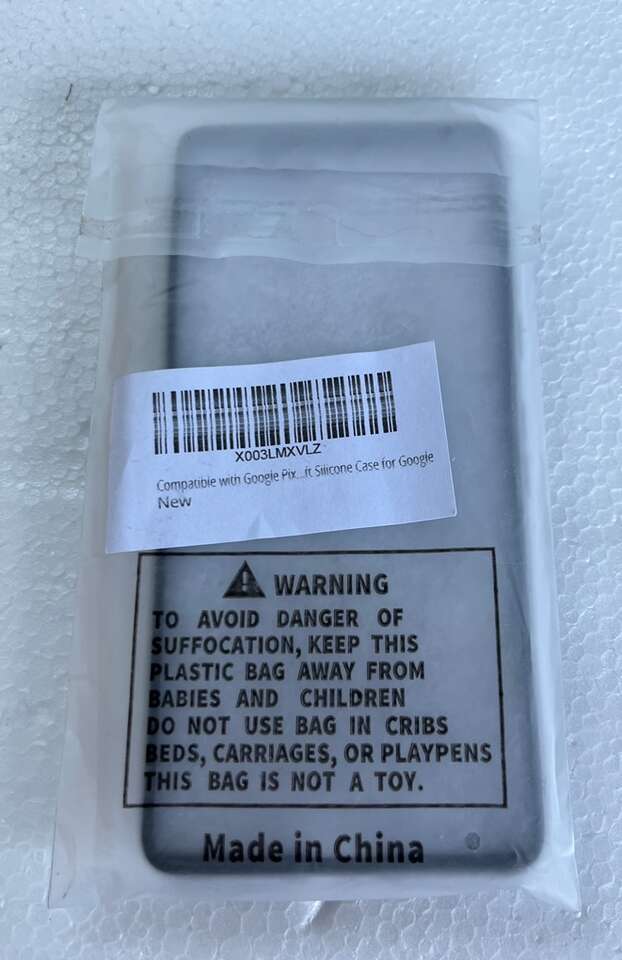 X003LMXVLZ
Compatible with Google Pix...ft Silicone Case for Google
New
WARNING
TO AVOID DANGER OF
SUFFOCATION, KEEP THIS
PLASTIC BAG AWAY FROM
BABIES AND CHILDREN
DO NOT USE BAG IN CRIBS
BEDS, CARRIAGES, OR PLAYPENS
THIS BAG IS NOT A TOY.
Made in China